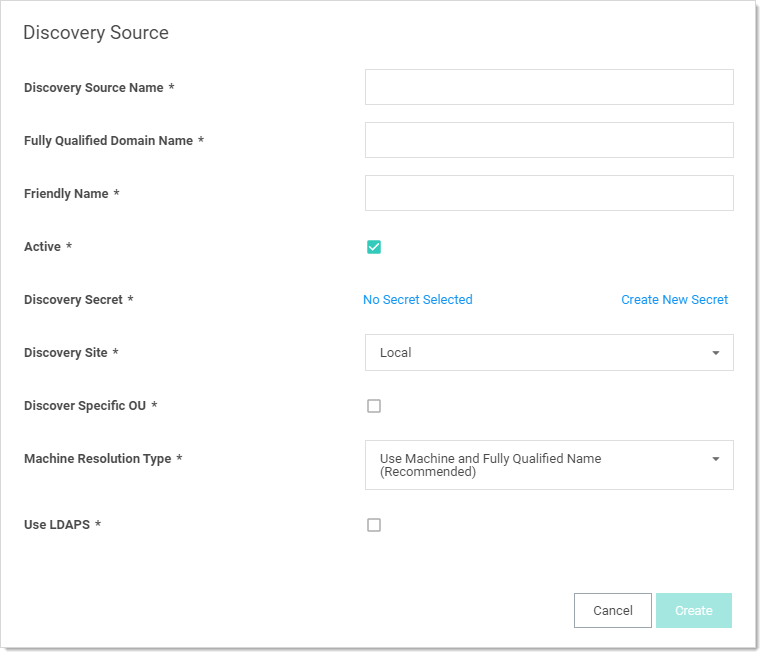 Discovery Source
Discovery Source Name *
Fully Qualified Domain Name *
Friendly Name *
Active *
Discovery Secret * No Secret Selected Create New Secret
Discovery Site * Local
Discover Specific OU *
Machine Resolution Type * Use Machine and Fully Qualified Name
(Recommended)
Use LDAPS *
Cancel Create